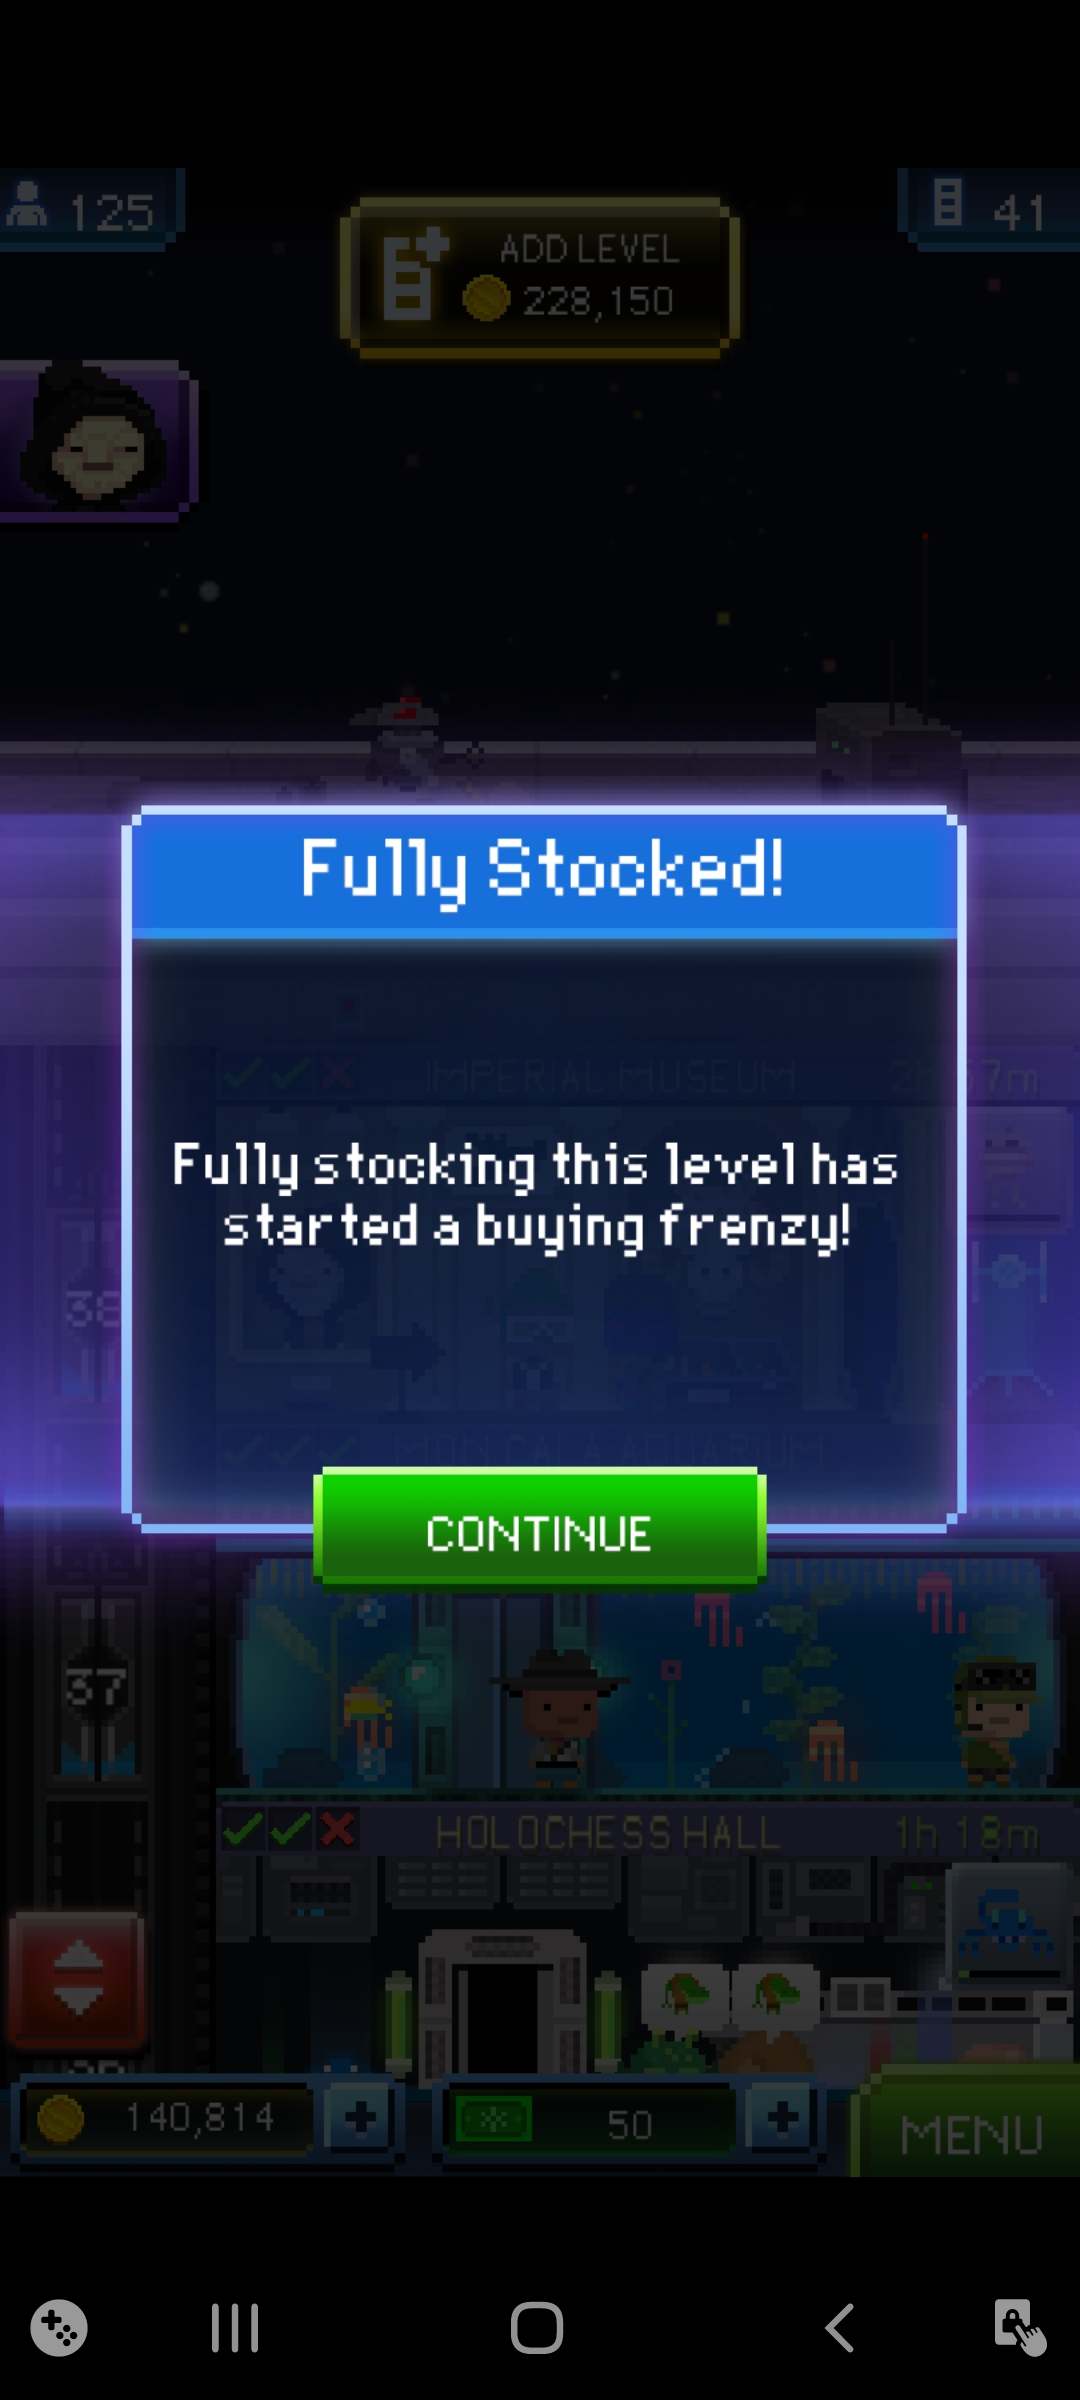 125
ADD LEVEL
228,150
41
Fully Stocked!
IMPERIAL MUSEUM
2h 57m
Fully stocking this level has
started a buying frenzy!
38
MON CALA AQUARIUM
CONTINUE
37
HOLOCHESS HALL
1h 18m
140,814
50
MENU